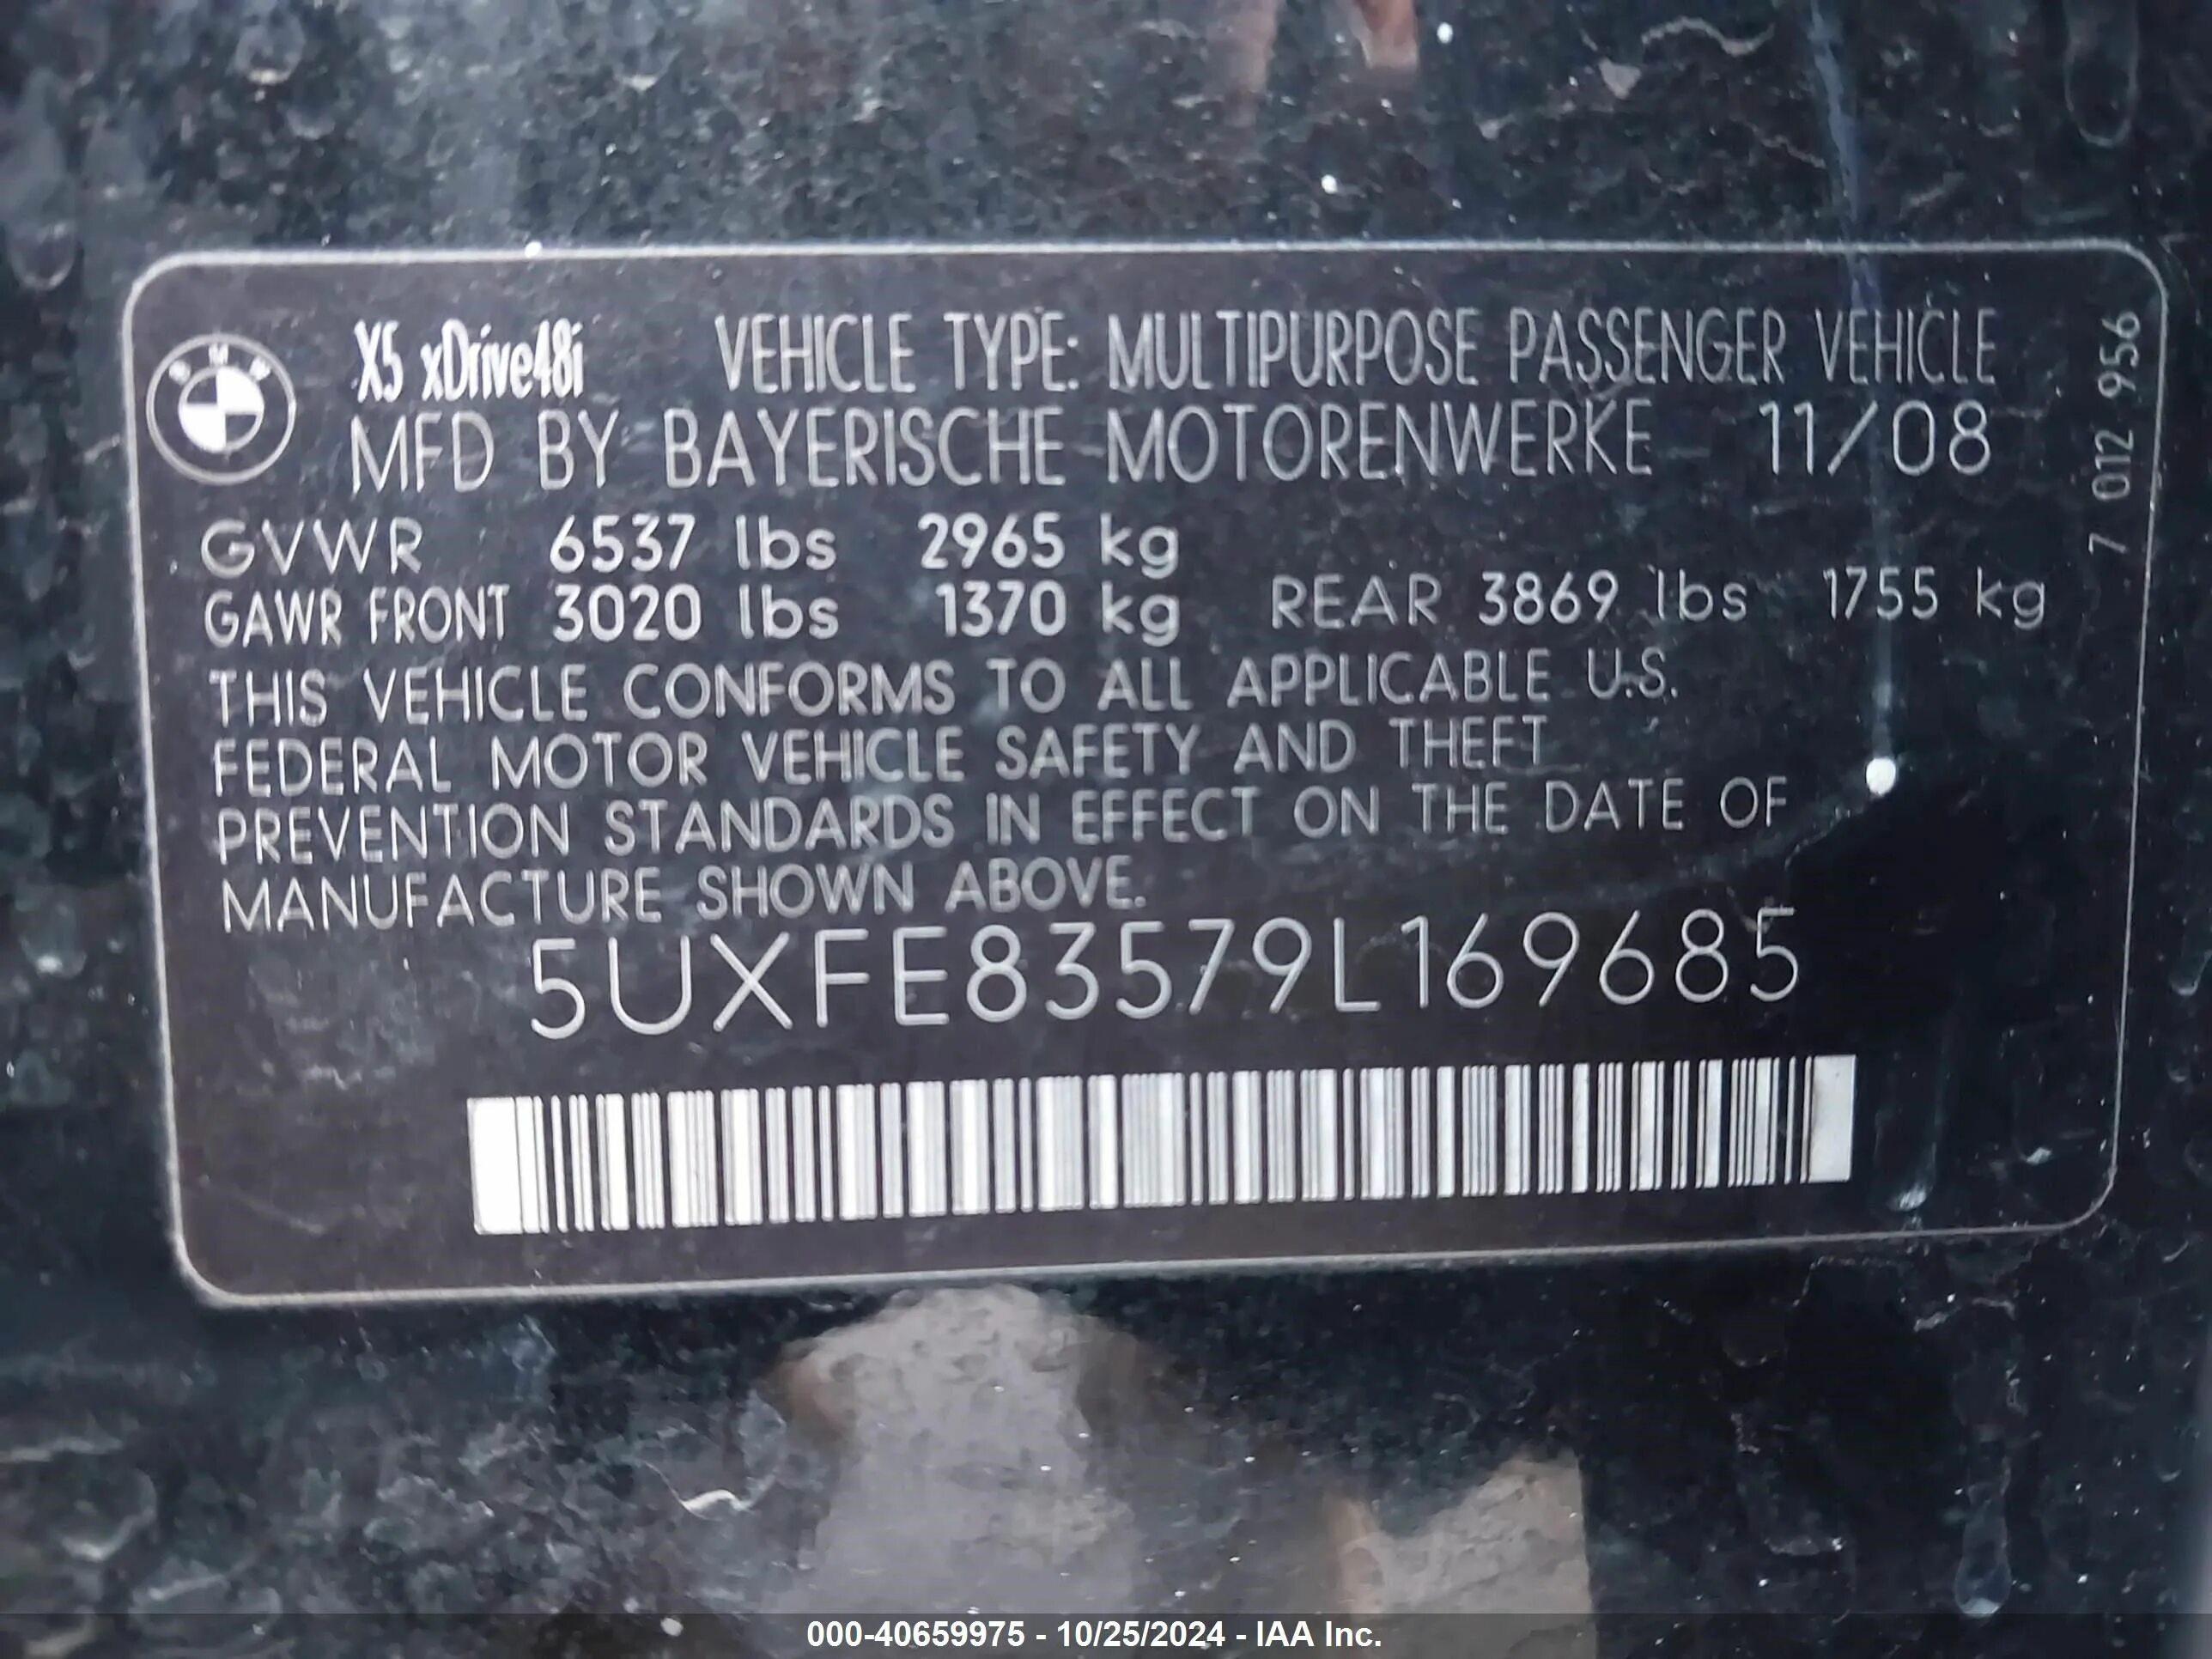 BMW
X5 xDrive48i VEHICLE TYPE: MULTIPURPOSE PASSENGER VEHICLE
MFD BY BAYERISCHE MOTORENWERKE 11/08
GVWR 6537 lbs 2965 kg
GAWR FRONT 3020 lbs 1370 kg REAR 3869 lbs 1755 kg
THIS VEHICLE CONFORMS TO ALL APPLICABLE U.S.
FEDERAL MOTOR VEHICLE SAFETY AND THEFT
PREVENTION STANDARDS IN EFFECT ON THE DATE OF
MANUFACTURE SHOWN ABOVE.
5UXFE83579L169685
7 012 956
000-40659975 - 10/25/2024 - IAA Inc.